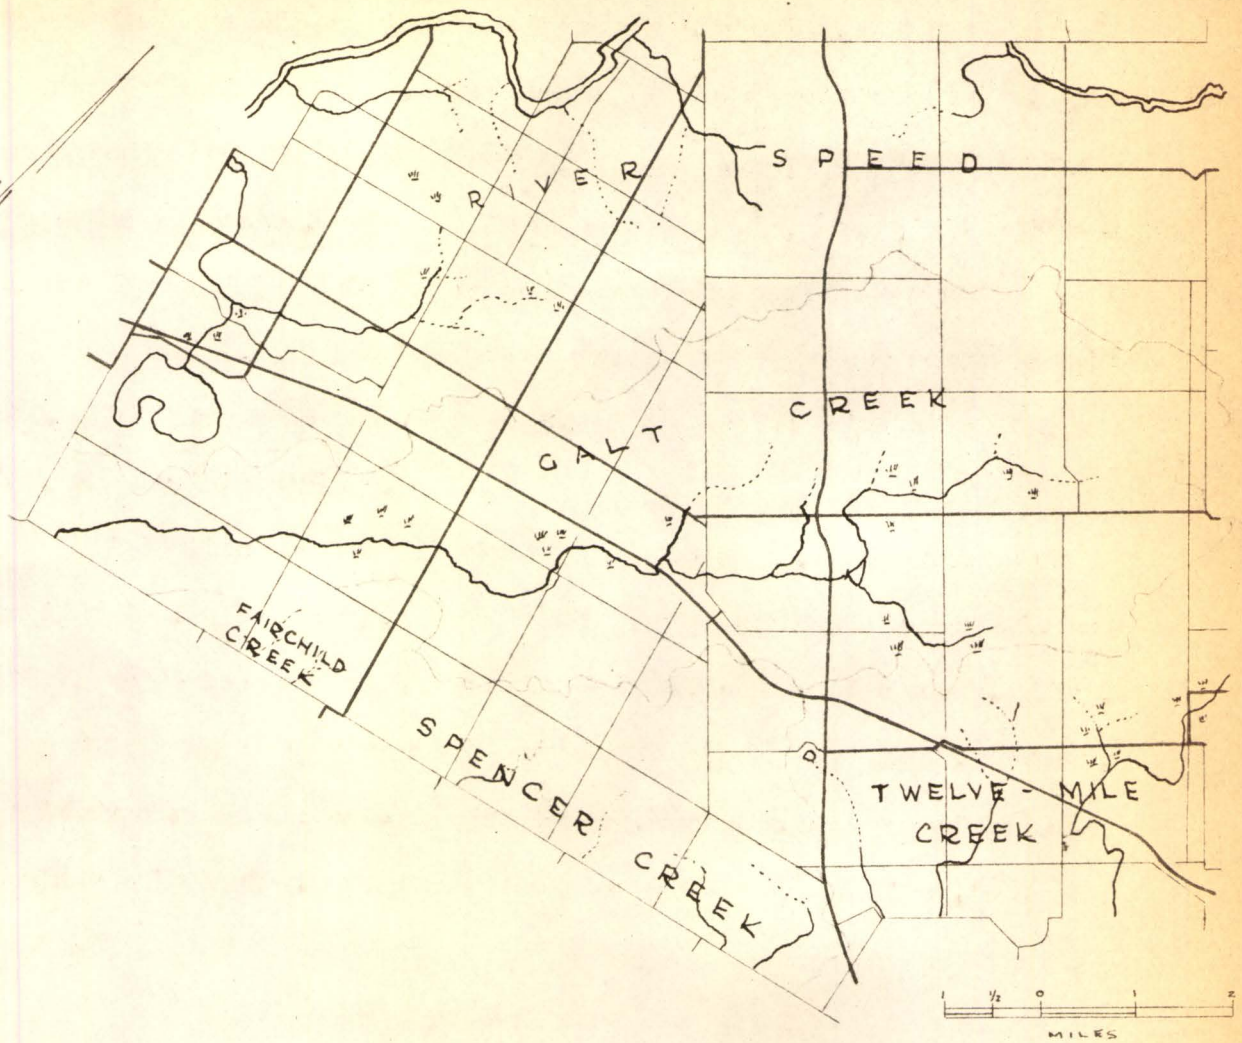 SPEED
RIVER
CREEK
GALT
FAIRCHILD
CREEK
SPENCER CREEK
TWELVE - MILE
CREEK
1 ½ 0 1 2
MILES